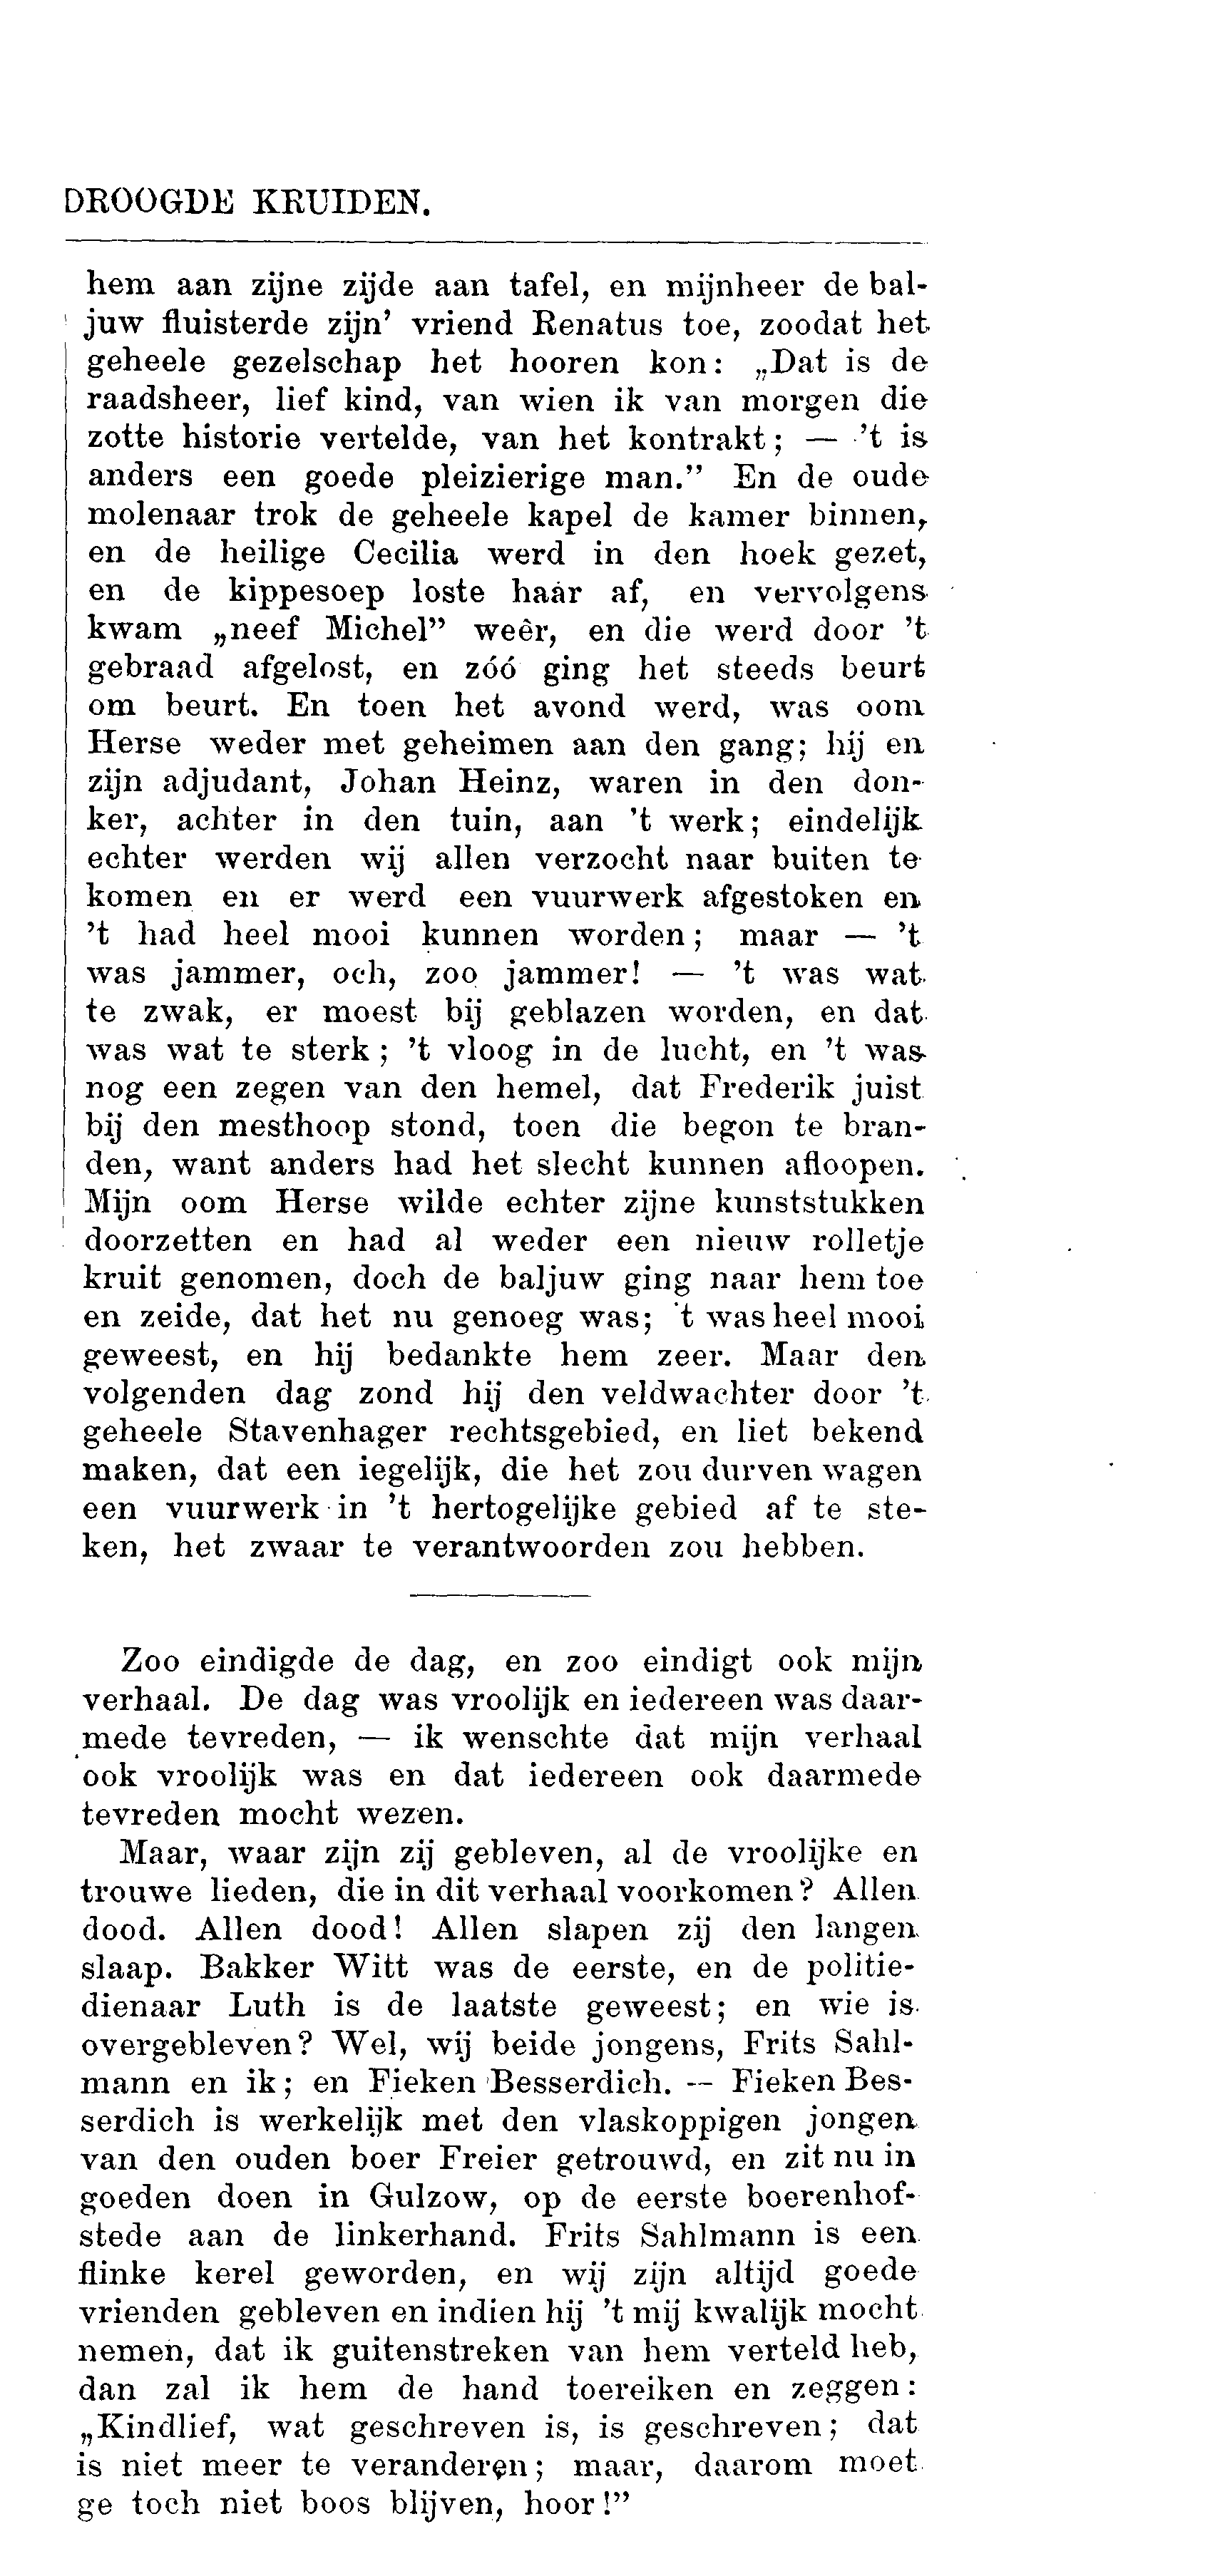 DROOGDE KRUIDEN.
hem aan zijne zijde aan tafel, en mijnheer de bal-
juw fluisterde zijn' vriend Renatus toe, zoodat het
geheele gezelschap het hooren kon: „Dat is de
raadsheer, lief kind, van wien ik van morgen die
zotte historie vertelde, van het kontrakt; — 't is
anders een goede pleizierige man.” En de oude
molenaar trok de geheele kapel de kamer binnen,
en de heilige Cecilia werd in den hoek gezet,
en de kippesoep loste haar af, en vervolgens
kwam „neef Michel” weêr, en die werd door 't
gebraad afgelost, en zóó ging het steeds beurt
om beurt. En toen het avond werd, was oom
Herse weder met geheimen aan den gang; hij en
zijn adjudant, Johan Heinz, waren in den don-
ker, achter in den tuin, aan 't werk; eindelijk
echter werden wij allen verzocht naar buiten te
komen en er werd een vuurwerk afgestoken en
't had heel mooi kunnen worden; maar — 't
was jammer, och, zoo jammer! — 't was wat
te zwak, er moest bij geblazen worden, en dat
was wat te sterk; 't vloog in de lucht, en 't was
nog een zegen van den hemel, dat Frederik juist
bij den mesthoop stond, toen die begon te bran-
den, want anders had het slecht kunnen afloopen.
Mijn oom Herse wilde echter zijne kunststukken
doorzetten en had al weder een nieuw rolletje
kruit genomen, doch de baljuw ging naar hem toe
en zeide, dat het nu genoeg was; 't was heel mooi
geweest, en hij bedankte hem zeer. Maar den
volgenden dag zond hij den veldwachter door 't
geheele Stavenhager rechtsgebied, en liet bekend
maken, dat een iegelijk, die het zou durven wagen
een vuurwerk in 't hertogelijke gebied af te ste-
ken, het zwaar te verantwoorden zou hebben.
Zoo eindigde de dag, en zoo eindigt ook mijn
verhaal. De dag was vroolijk en iedereen was daar-
mede tevreden, — ik wenschte dat mijn verhaal
ook vroolijk was en dat iedereen ook daarmede
tevreden mocht wezen.
Maar, waar zijn zij gebleven, al de vroolijke en
trouwe lieden, die in dit verhaal voorkomen? Allen
dood. Allen dood! Allen slapen zij den langen
slaap. Bakker Witt was de eerste, en de politie-
dienaar Luth is de laatste geweest; en wie is
overgebleven? Wel, wij beide jongens, Frits Sahl-
mann en ik; en Fieken Besserdich. — Fieken Bes-
serdich is werkelijk met den vlaskoppigen jongen
van den ouden boer Freier getrouwd, en zit nu in
goeden doen in Gulzow, op de eerste boerenhof-
stede aan de linkerhand. Frits Sahlmann is een
flinke kerel geworden, en wij zijn altijd goede
vrienden gebleven en indien hij 't mij kwalijk mocht
nemen, dat ik guitenstreken van hem verteld heb,
dan zal ik hem de hand toereiken en zeggen:
„Kindlief, wat geschreven is, is geschreven; dat
is niet meer te veranderen; maar, daarom moet
ge toch niet boos blijven, hoor!”